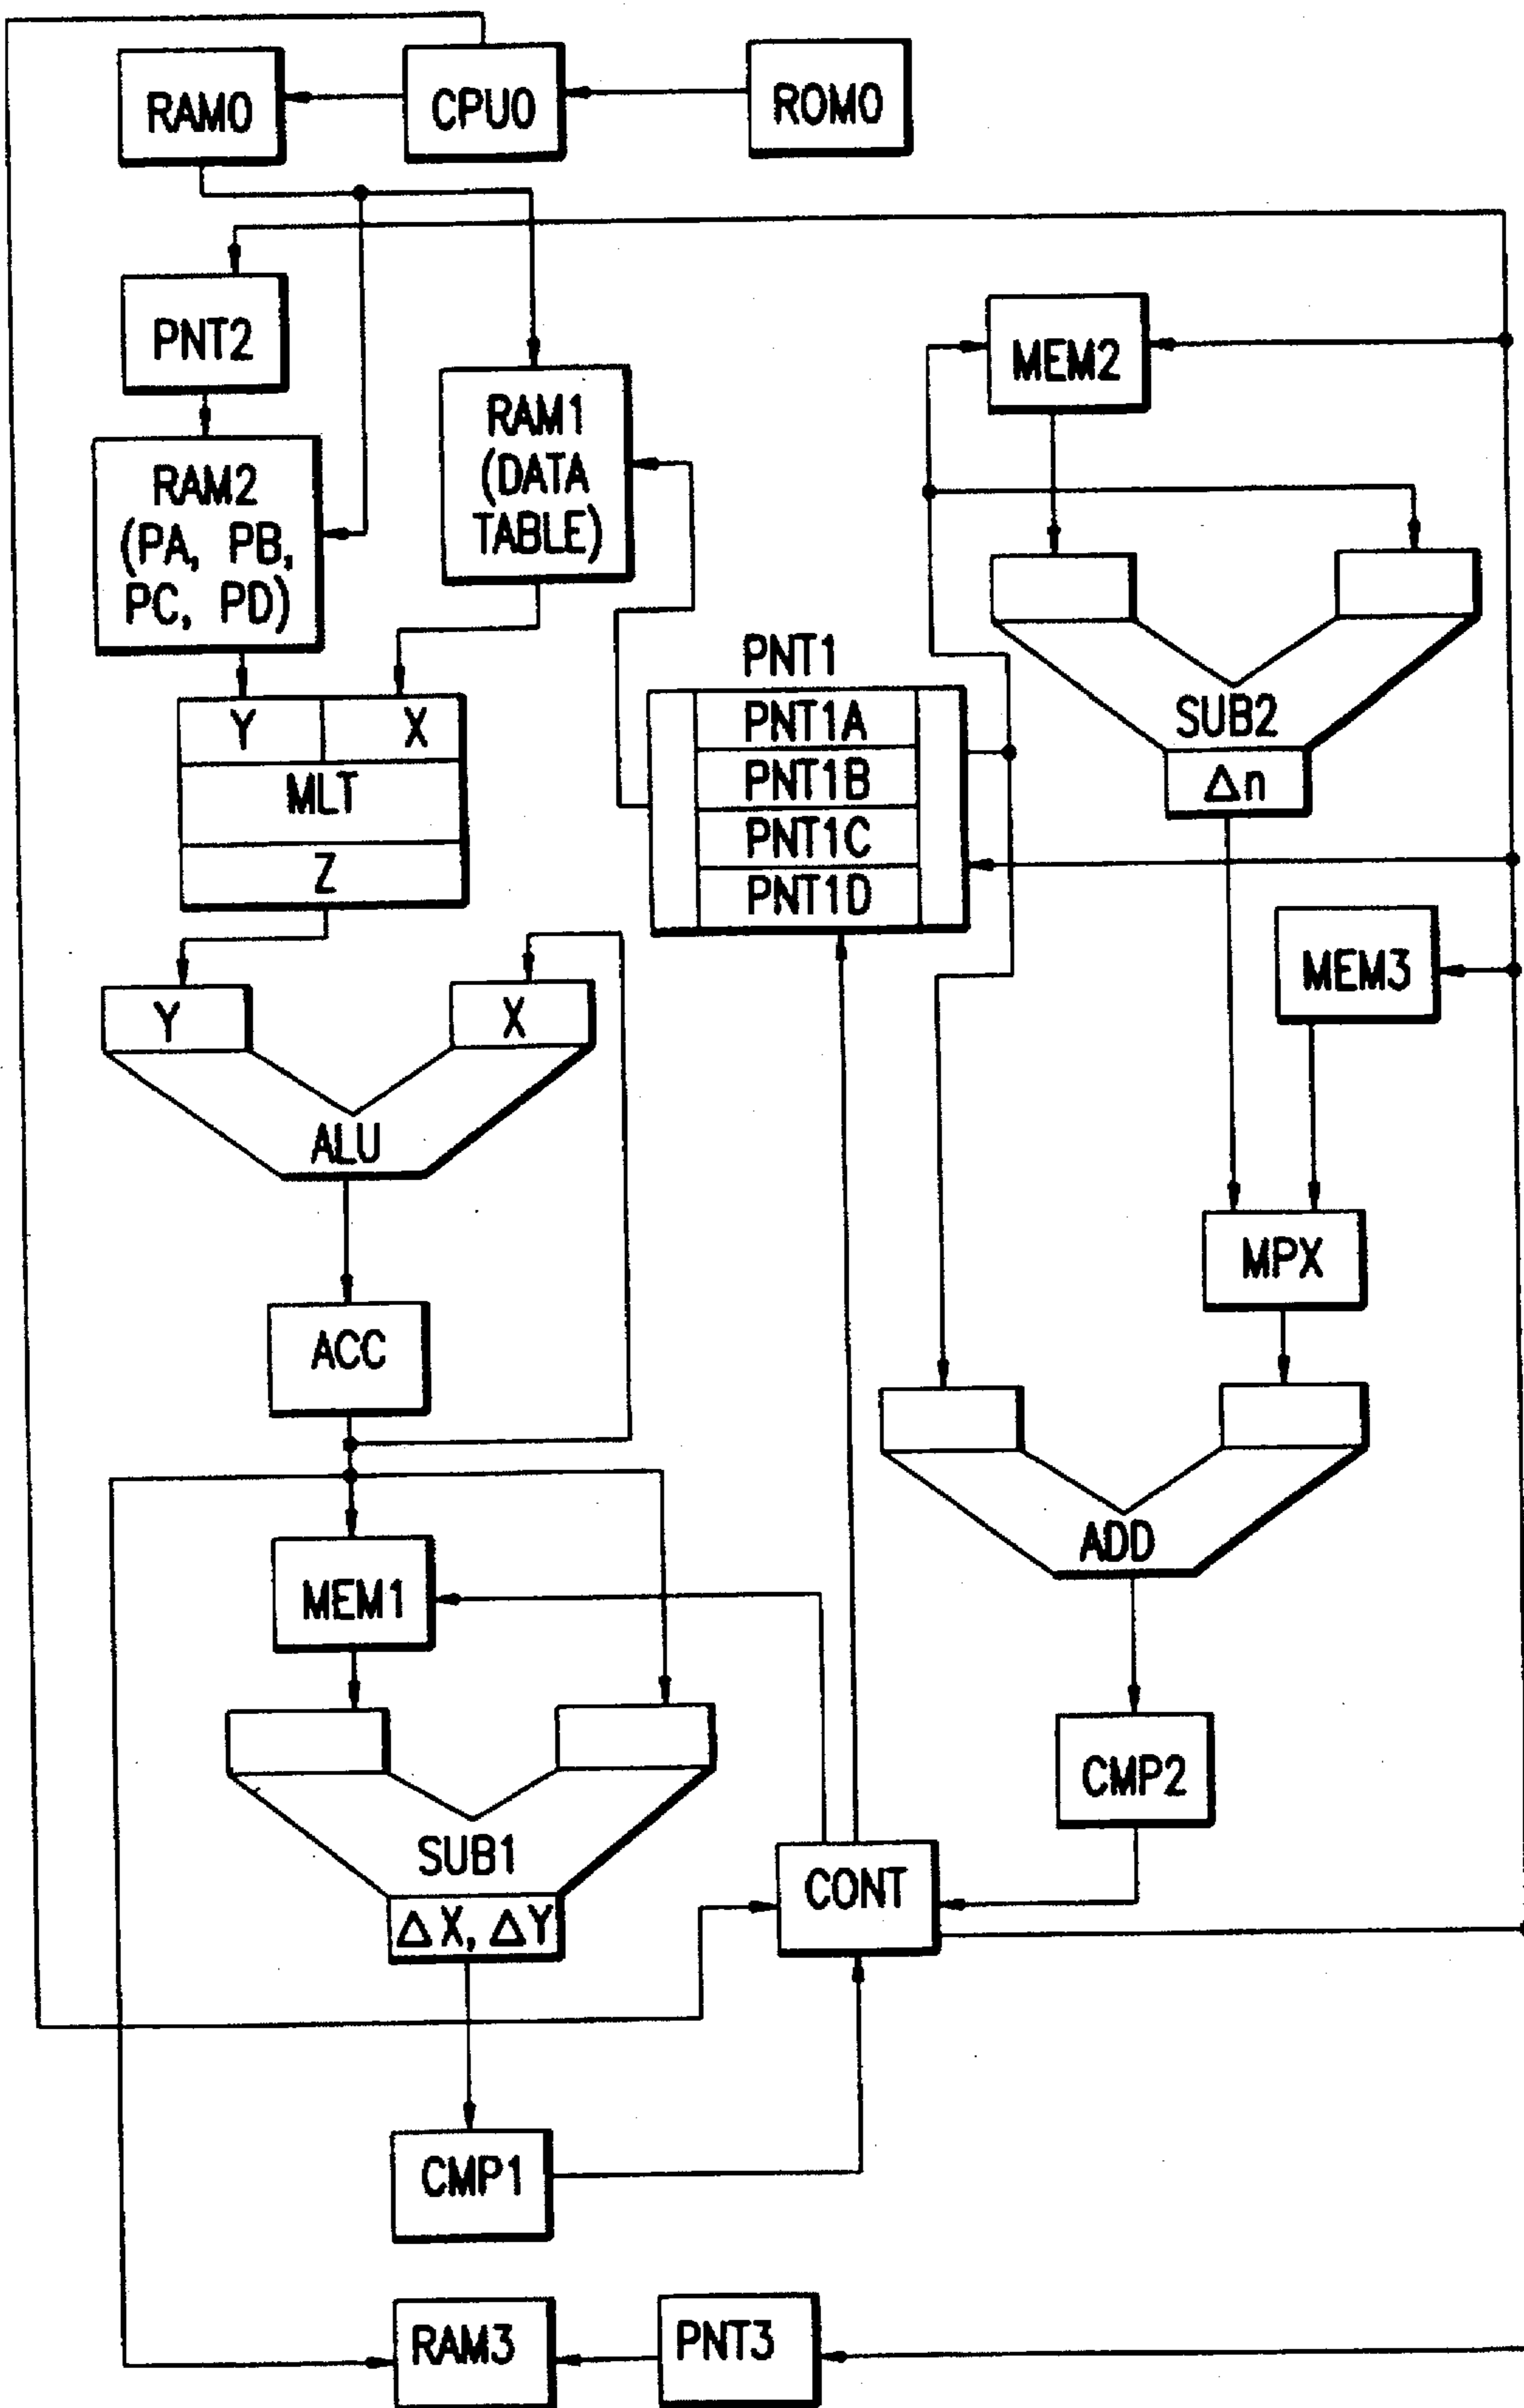 RAM0
CPU0
ROM0
PNT2
MEM2
RAM1
(DATA
TABLE)
RAM2
(PA, PB,
PC, PD)
PNT1
PNT1A
PNT1B
PNT1C
PNT1D
SUB2
Δn
Y
X
MLT
Z
MEM3
Y
X
ALU
MPX
ACC
ADD
MEM1
CMP2
SUB1
ΔX, ΔY
CONT
CMP1
RAM3
PNT3